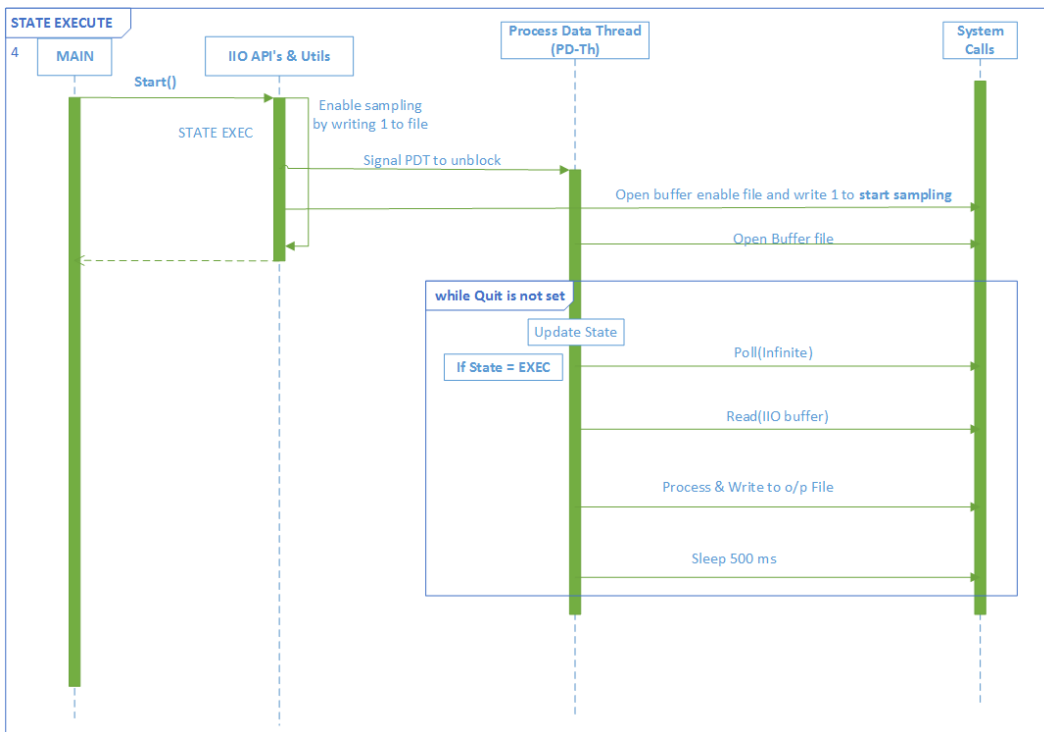 STATE EXECUTE
4
MAIN
IIO API's & Utils
Process Data Thread
(PD-Th)
System
Calls
Start()
Enable sampling
by writing 1 to file
STATE EXEC
Signal PDT to unblock
Open buffer enable file and write 1 to start sampling
Open Buffer file
while Quit is not set
Update State
Poll(Infinite)
If State = EXEC
Read(IIO buffer)
Process & Write to o/p File
Sleep 500 ms